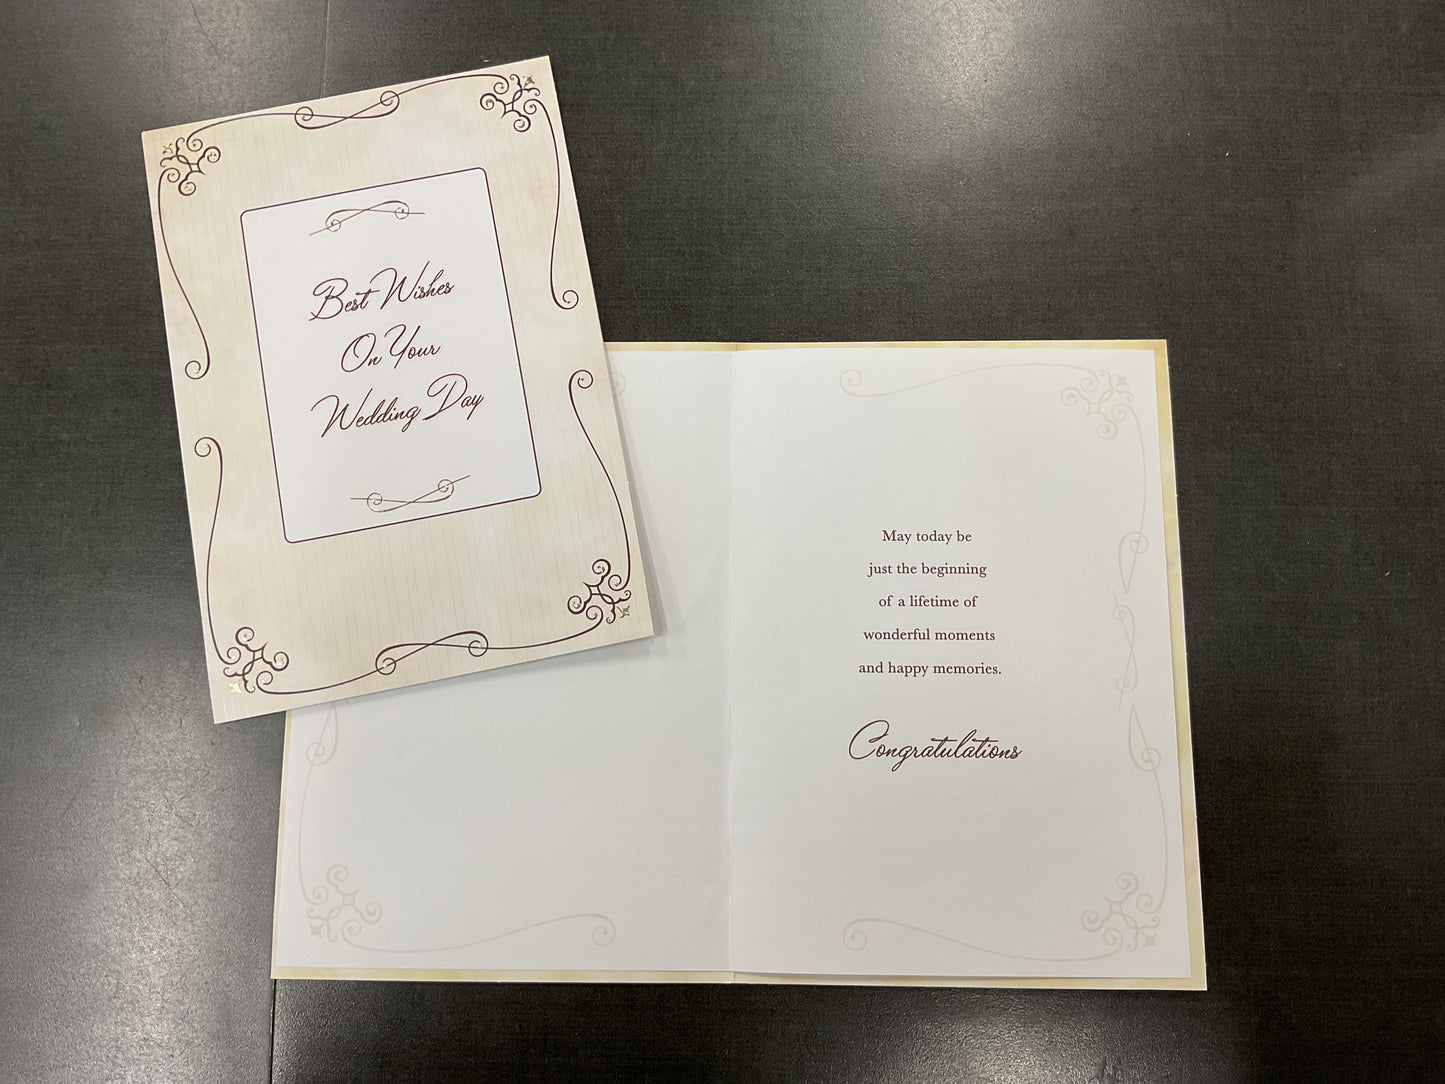 Best Wishes
On Your
Wedding Day
May today be
just the beginning
of a lifetime of
wonderful moments
and happy memories.
Congratulations